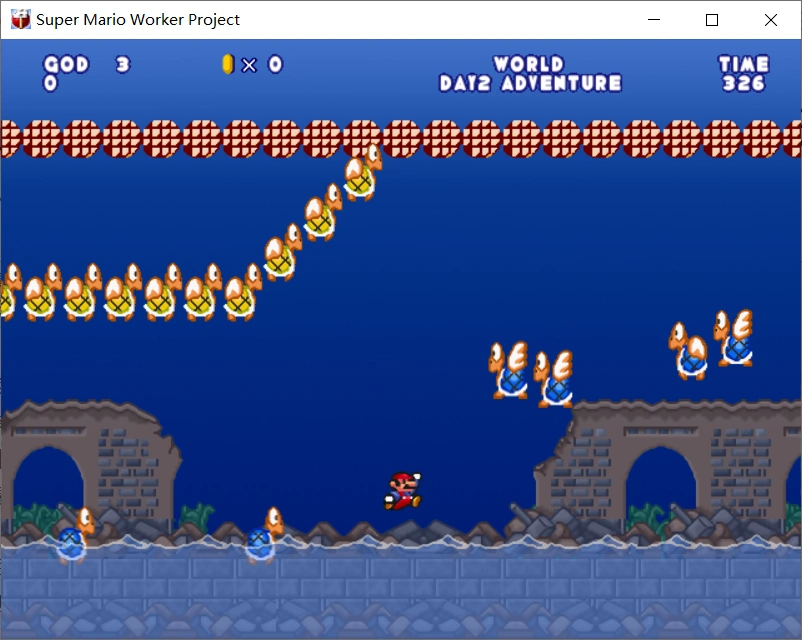 Super Mario Worker Project
GOD 3
× 0
WORLD
TIME
0
DAY2 ADVENTURE
326